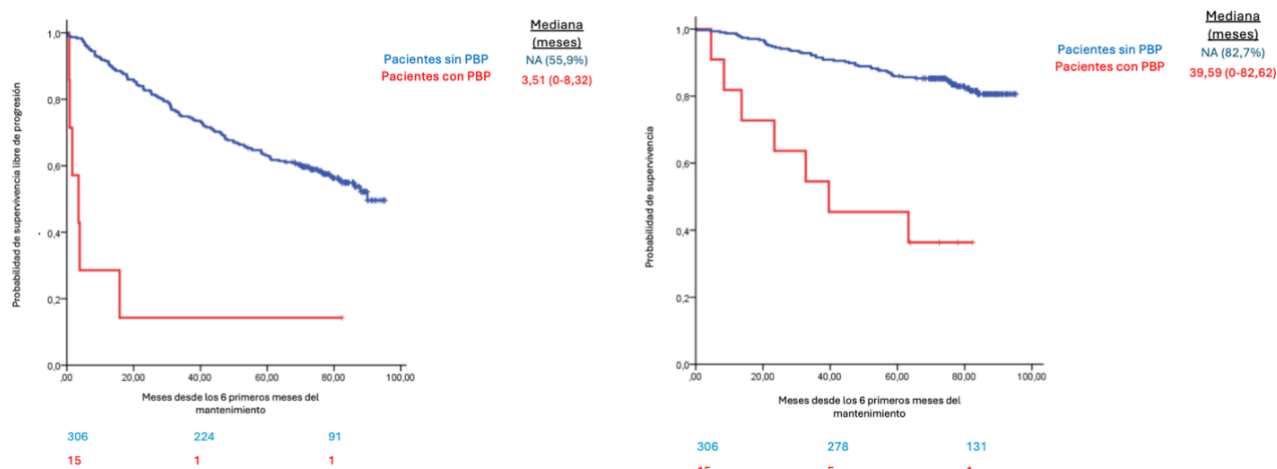 Mediana
(meses)
Pacientes sin PBP NA (55,9%)
Pacientes con PBP 3,51 (0-8,32)
Probabilidad de supervivencia libre de progresión
1,0
0,8
0,6
0,4
0,2
0,0
,00 20,00 40,00 60,00 80,00 100,00
Meses desde los 6 primeros meses del
mantenimiento
306 224 91
15 1 1
Mediana
(meses)
Pacientes sin PBP NA (82,7%)
Pacientes con PBP 39,59 (0-82,62)
Probabilidad de supervivencia
1,0
0,8
0,6
0,4
0,2
0,0
,00 20,00 40,00 60,00 80,00 100,00
Meses desde los 6 primeros meses del
mantenimiento
306 278 131
15 5 1